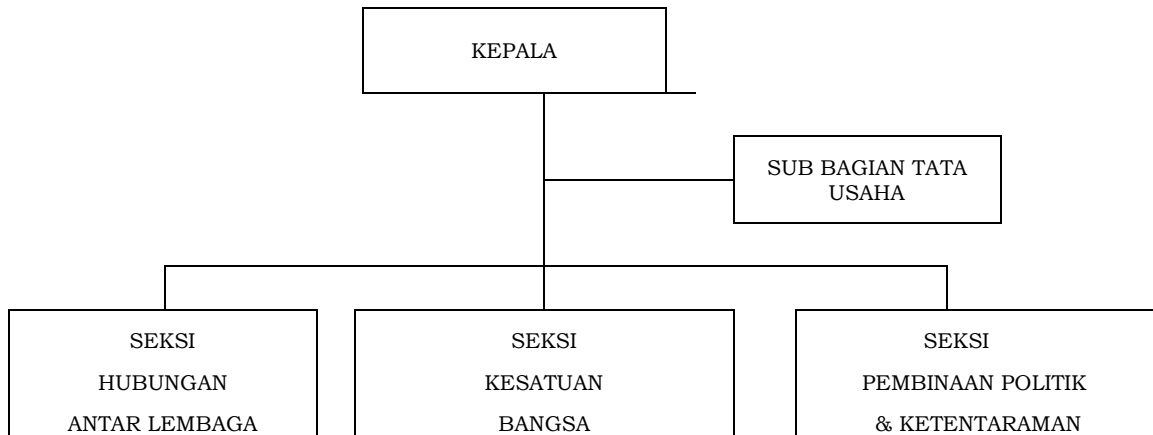 KEPALA
SUB BAGIAN TATA
USAHA
SEKSI
HUBUNGAN
ANTAR LEMBAGA
SEKSI
KESATUAN
BANGSA
SEKSI
PEMBINAAN POLITIK
& KETENTARAMAN